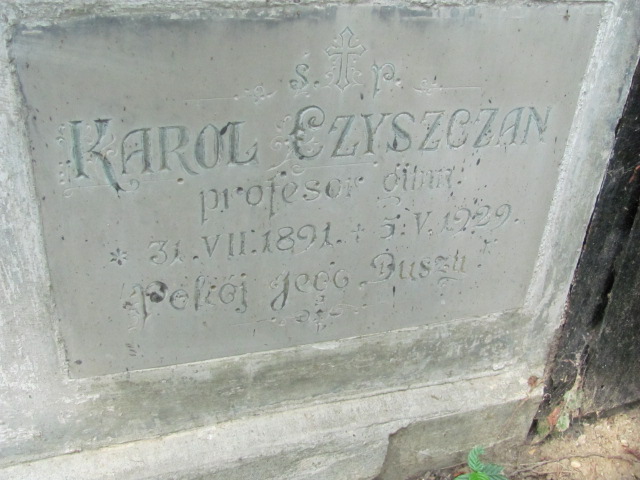 ś. p.
KAROL CZYSZCZAN
profesor gimn.
* 31.VII.1891. + 5.V.1929.
Pokój Jego Duszy